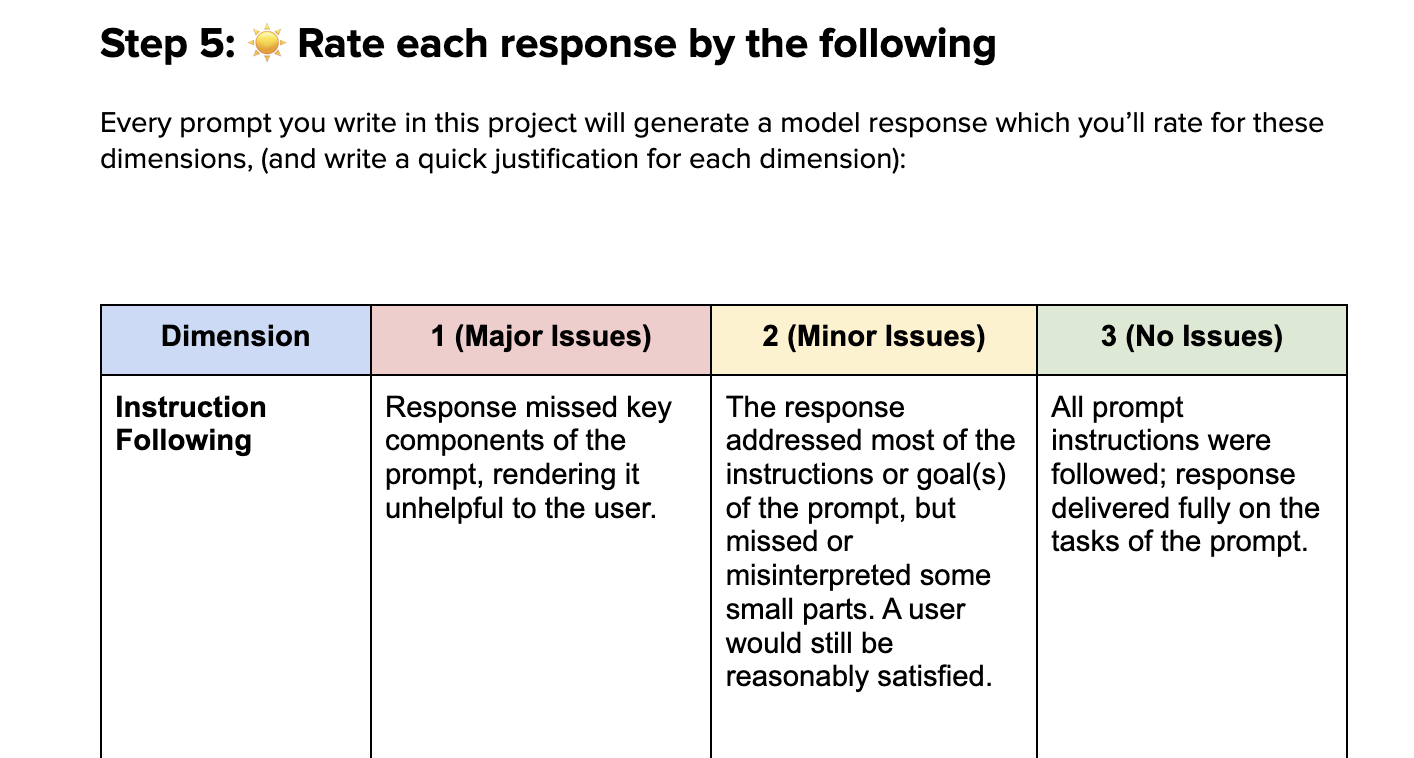 Step 5: ☀️ Rate each response by the following
Every prompt you write in this project will generate a model response which you’ll rate for these
dimensions, (and write a quick justification for each dimension):
Dimension
1 (Major Issues)
2 (Minor Issues)
3 (No Issues)
Instruction
Following
Response missed key
components of the
prompt, rendering it
unhelpful to the user.
The response
addressed most of the
instructions or goal(s)
of the prompt, but
missed or
misinterpreted some
small parts. A user
would still be
reasonably satisfied.
All prompt
instructions were
followed; response
delivered fully on the
tasks of the prompt.